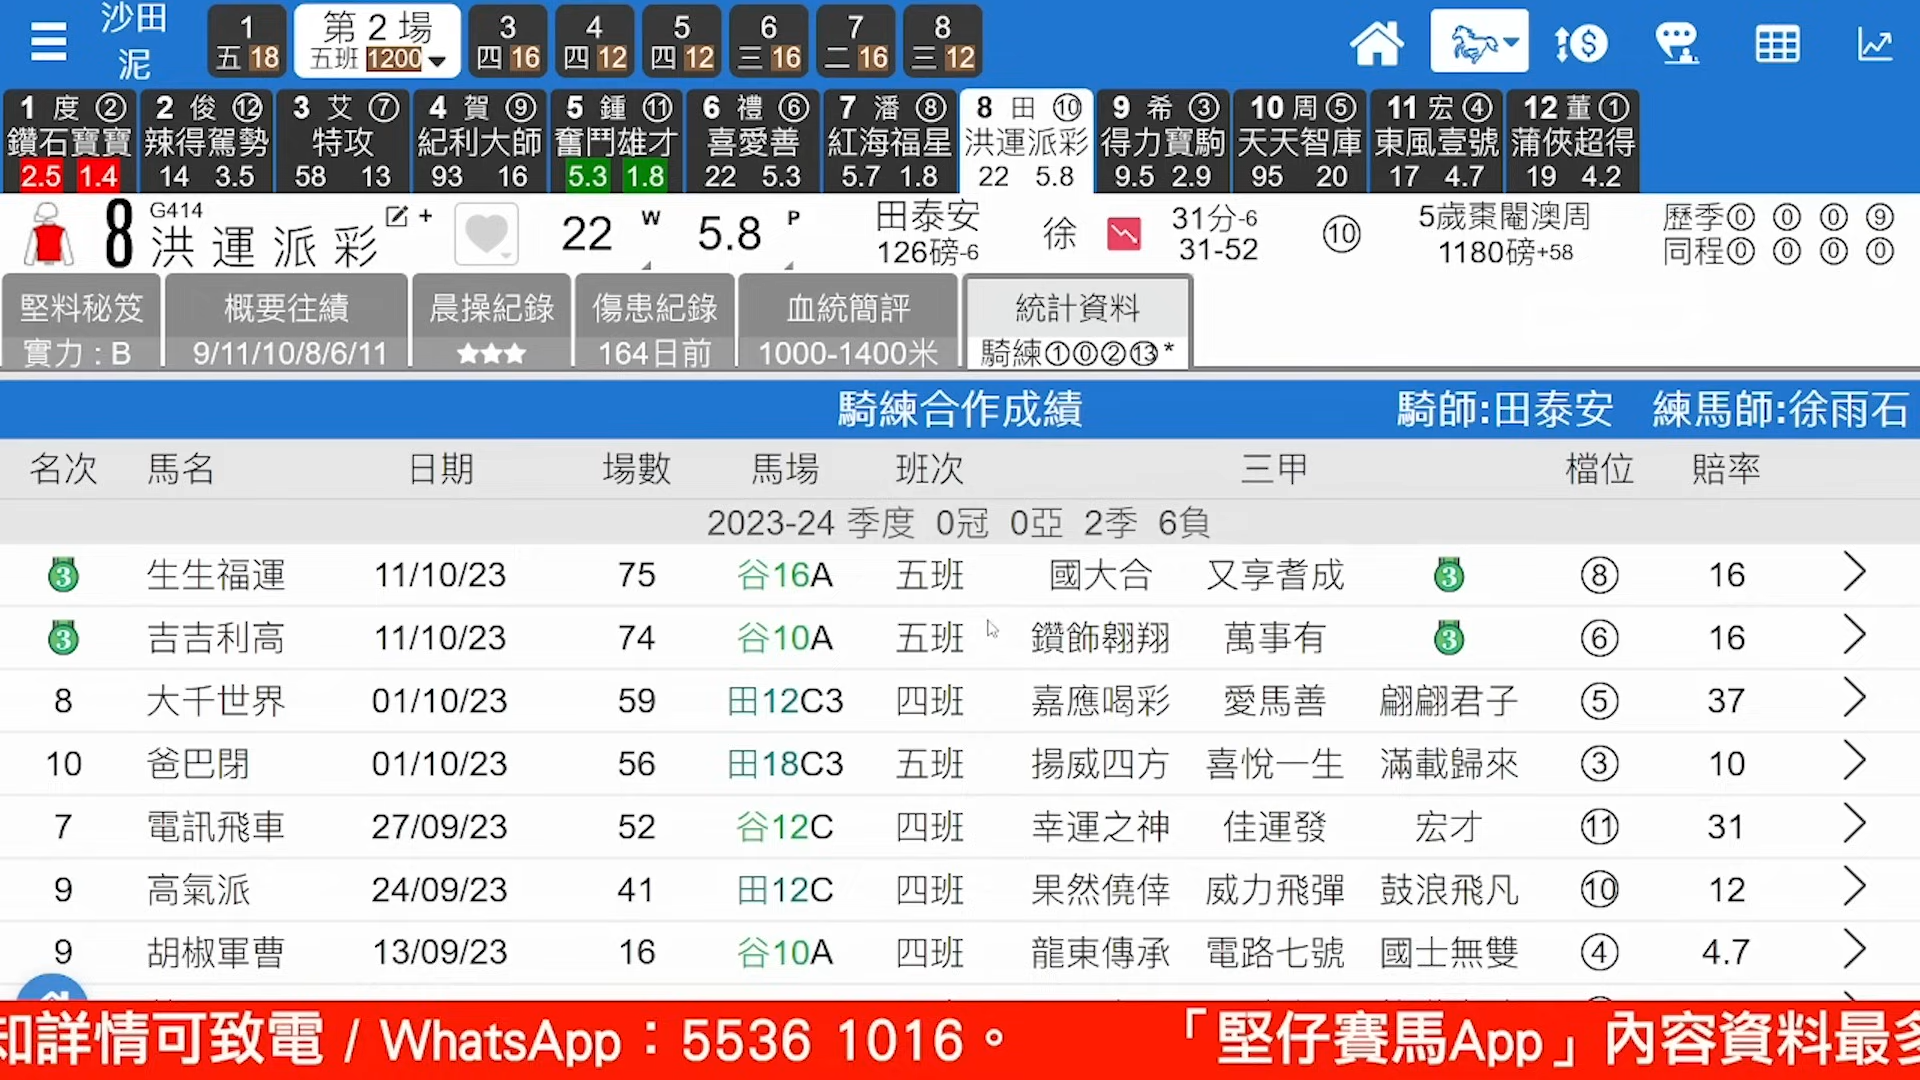 沙田
泥
1
五 18
第 2 場
五班 1200
3
四 16
4
四 12
5
四 12
6
三 16
7
二 16
8
三 12
1 度 ②
鑽石寶寶
2.5 1.4
2 俊 ⑫
辣得駕勢
14 3.5
3 艾 ⑦
特攻
58 13
4 賀 ⑨
紀利大師
93 16
5 鍾 ⑪
奮鬥雄才
5.3 1.8
6 禮 ⑥
喜愛善
22 5.3
7 潘 ⑧
紅海福星
5.7 1.8
8 田 ⑩
洪運派彩
22 5.8
9 希 ③
得力寶駒
9.5 2.9
10 周 ⑤
天天智庫
95 20
11 宏 ④
東風壹號
17 4.7
12 董 ①
蒲俠超得
19 4.2
8
G414
洪運派彩
+
22 W
5.8 P
田泰安
126磅-6
徐
31分-6
31-52
⑩
5歲棗閹澳周
1180磅+58
歷季⓪ ⓪ ⓪ ⑨
同程⓪ ⓪ ⓪ ⓪
堅料秘笈
實力 : B
概要往績
9/11/10/8/6/11
晨操紀錄
★★★
傷患紀錄
164日前
血統簡評
1000-1400米
統計資料
騎練①⓪②⑬*
騎練合作成績 騎師:田泰安 練馬師:徐雨石
名次 馬名 日期 場數 馬場 班次 三甲 檔位 賠率
2023-24 季度 0冠 0亞 2季 6負
3 生生福運 11/10/23 75 谷16A 五班 國大合 又享耆成 3 ⑧ 16
3 吉吉利高 11/10/23 74 谷10A 五班 鑽飾翱翔 萬事有 3 ⑥ 16
8 大千世界 01/10/23 59 田12C3 四班 嘉應喝彩 愛馬善 翩翩君子 ⑤ 37
10 爸巴閉 01/10/23 56 田18C3 五班 揚威四方 喜悅一生 滿載歸來 ③ 10
7 電訊飛車 27/09/23 52 谷12C 四班 幸運之神 佳運發 宏才 ⑪ 31
9 高氣派 24/09/23 41 田12C 四班 果然僥倖 威力飛彈 鼓浪飛凡 ⑩ 12
9 胡椒軍曹 13/09/23 16 谷10A 四班 龍東傳承 電路七號 國士無雙 ④ 4.7
知詳情可致電 / WhatsApp：5536 1016。 「堅仔賽馬App」內容資料最多